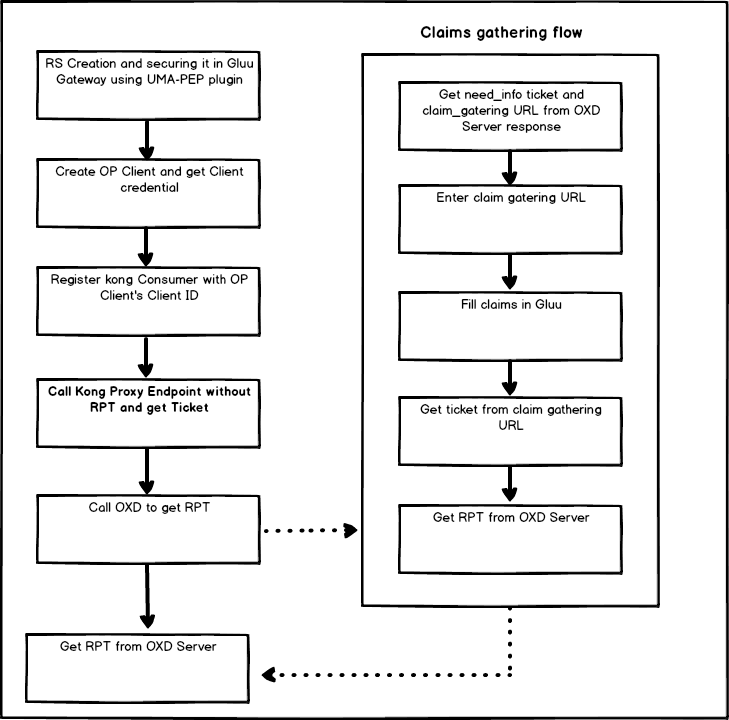 Claims gathering flow
RS Creation and securing it in Gluu
Gateway using UMA-PEP plugin
Create OP Client and get Client
credential
Register kong Consumer with OP
Client's Client ID
Call Kong Proxy Endpoint without
RPT and get Ticket
Call OXD to get RPT
Get RPT from OXD Server
Get need_info ticket and
claim_gatering URL from OXD
Server response
Enter claim gatering URL
Fill claims in Gluu
Get ticket from claim gathering
URL
Get RPT from OXD Server